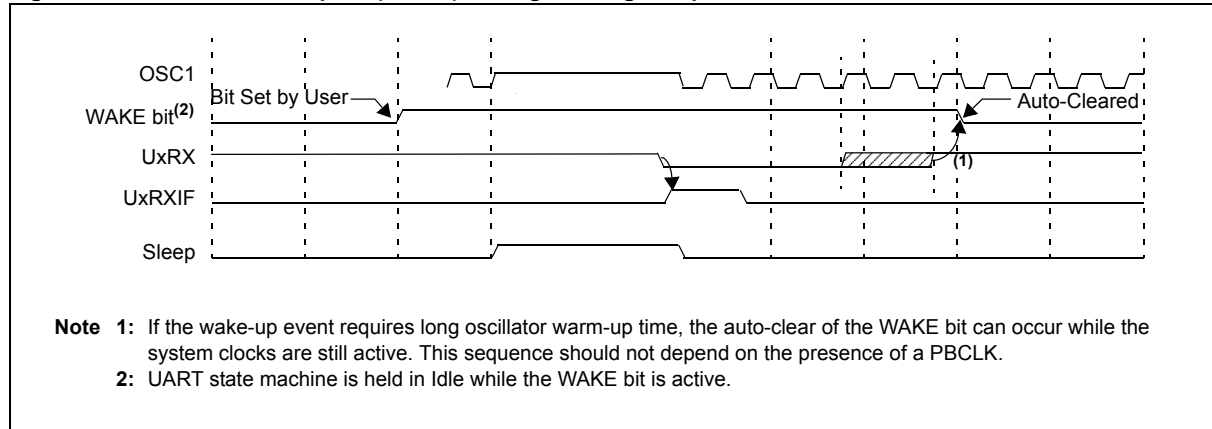 OSC1
Bit Set by User
Auto-Cleared
WAKE bit(2)
UxRX
(1)
UxRXIF
Sleep
Note 1: If the wake-up event requires long oscillator warm-up time, the auto-clear of the WAKE bit can occur while the
system clocks are still active. This sequence should not depend on the presence of a PBCLK.
2: UART state machine is held in Idle while the WAKE bit is active.